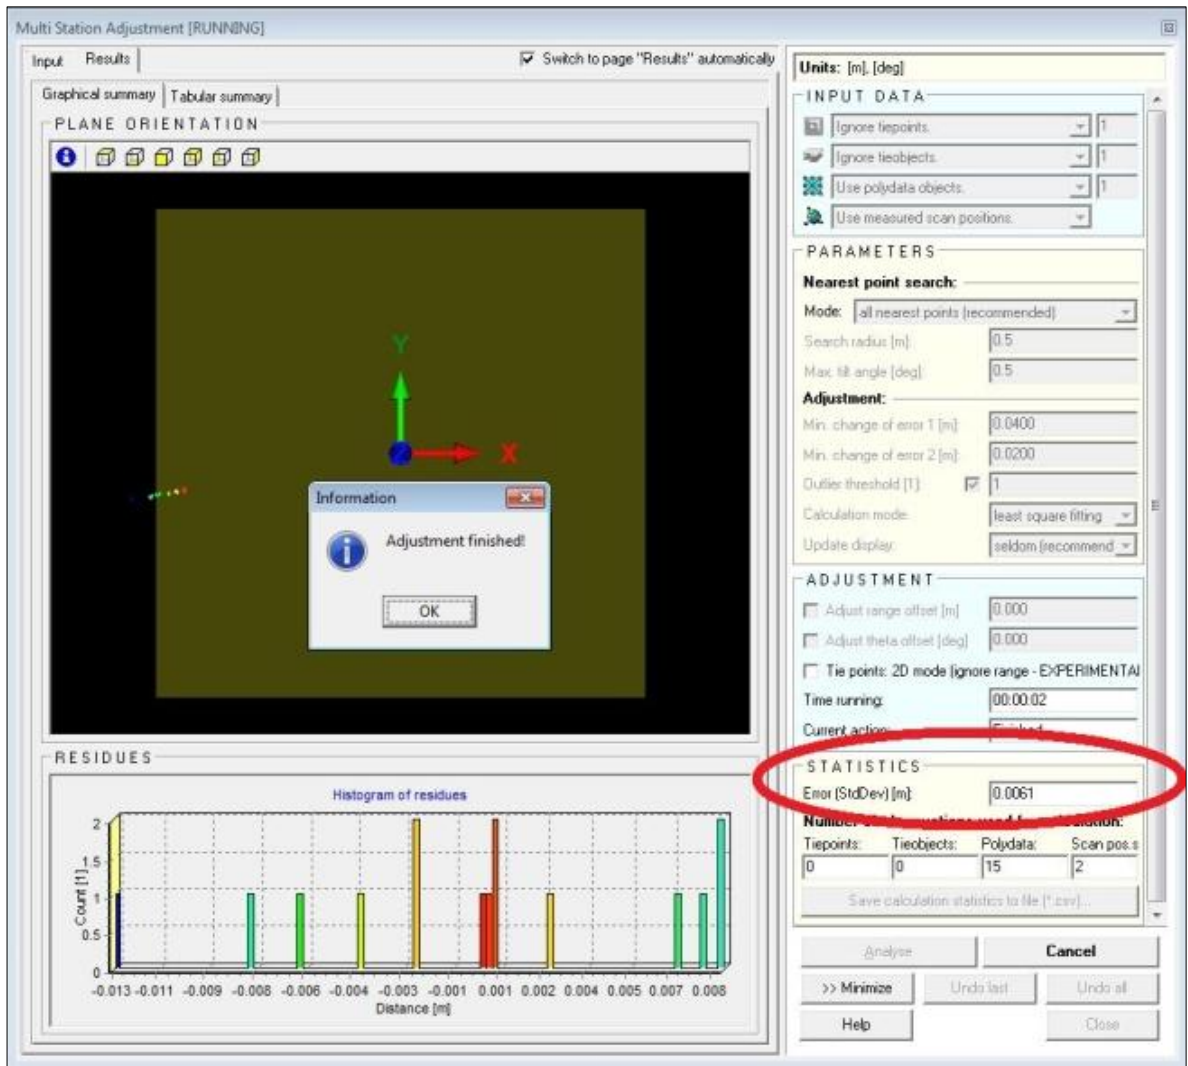 Multi Station Adjustment [RUNNING]
Input Results
Switch to page "Results" automatically
Graphical summary Tabular summary
PLANE ORIENTATION
Y
X
Information
Adjustment finished!
OK
RESIDUES
Histogram of residues
Count [1]
2
1.5
1
0.5
0
-0.013 -0.011 -0.009 -0.008 -0.006 -0.004 -0.003 -0.001 0.001 0.002 0.004 0.005 0.007 0.008
Distance [m]
Units: [m], [deg]
INPUT DATA
Ignore tiepoints. 1
Ignore tieobjects. 1
Use polydata objects. 1
Use measured scan positions.
PARAMETERS
Nearest point search:
Mode: all nearest points (recommended)
Search radius [m]: 0.5
Max. tilt angle [deg]: 0.5
Adjustment:
Min. change of error 1 [m]: 0.0400
Min. change of error 2 [m]: 0.0200
Outlier threshold [1]: 1
Calculation mode: least square fitting
Update display: seldom (recommend
ADJUSTMENT
Adjust range offset [m] 0.000
Adjust theta offset [deg] 0.000
Tie points: 2D mode (ignore range - EXPERIMENTAL
Time running: 00:00:02
Current action: Finished
STATISTICS
Error (StdDev) [m]: 0.0061
Tiepoints: Tieobjects: Polydata: Scan pos.s
0 0 15 2
Save calculation statistics to file (*.csv)...
Analyse Cancel
>> Minimize Undo last Undo all
Help Close